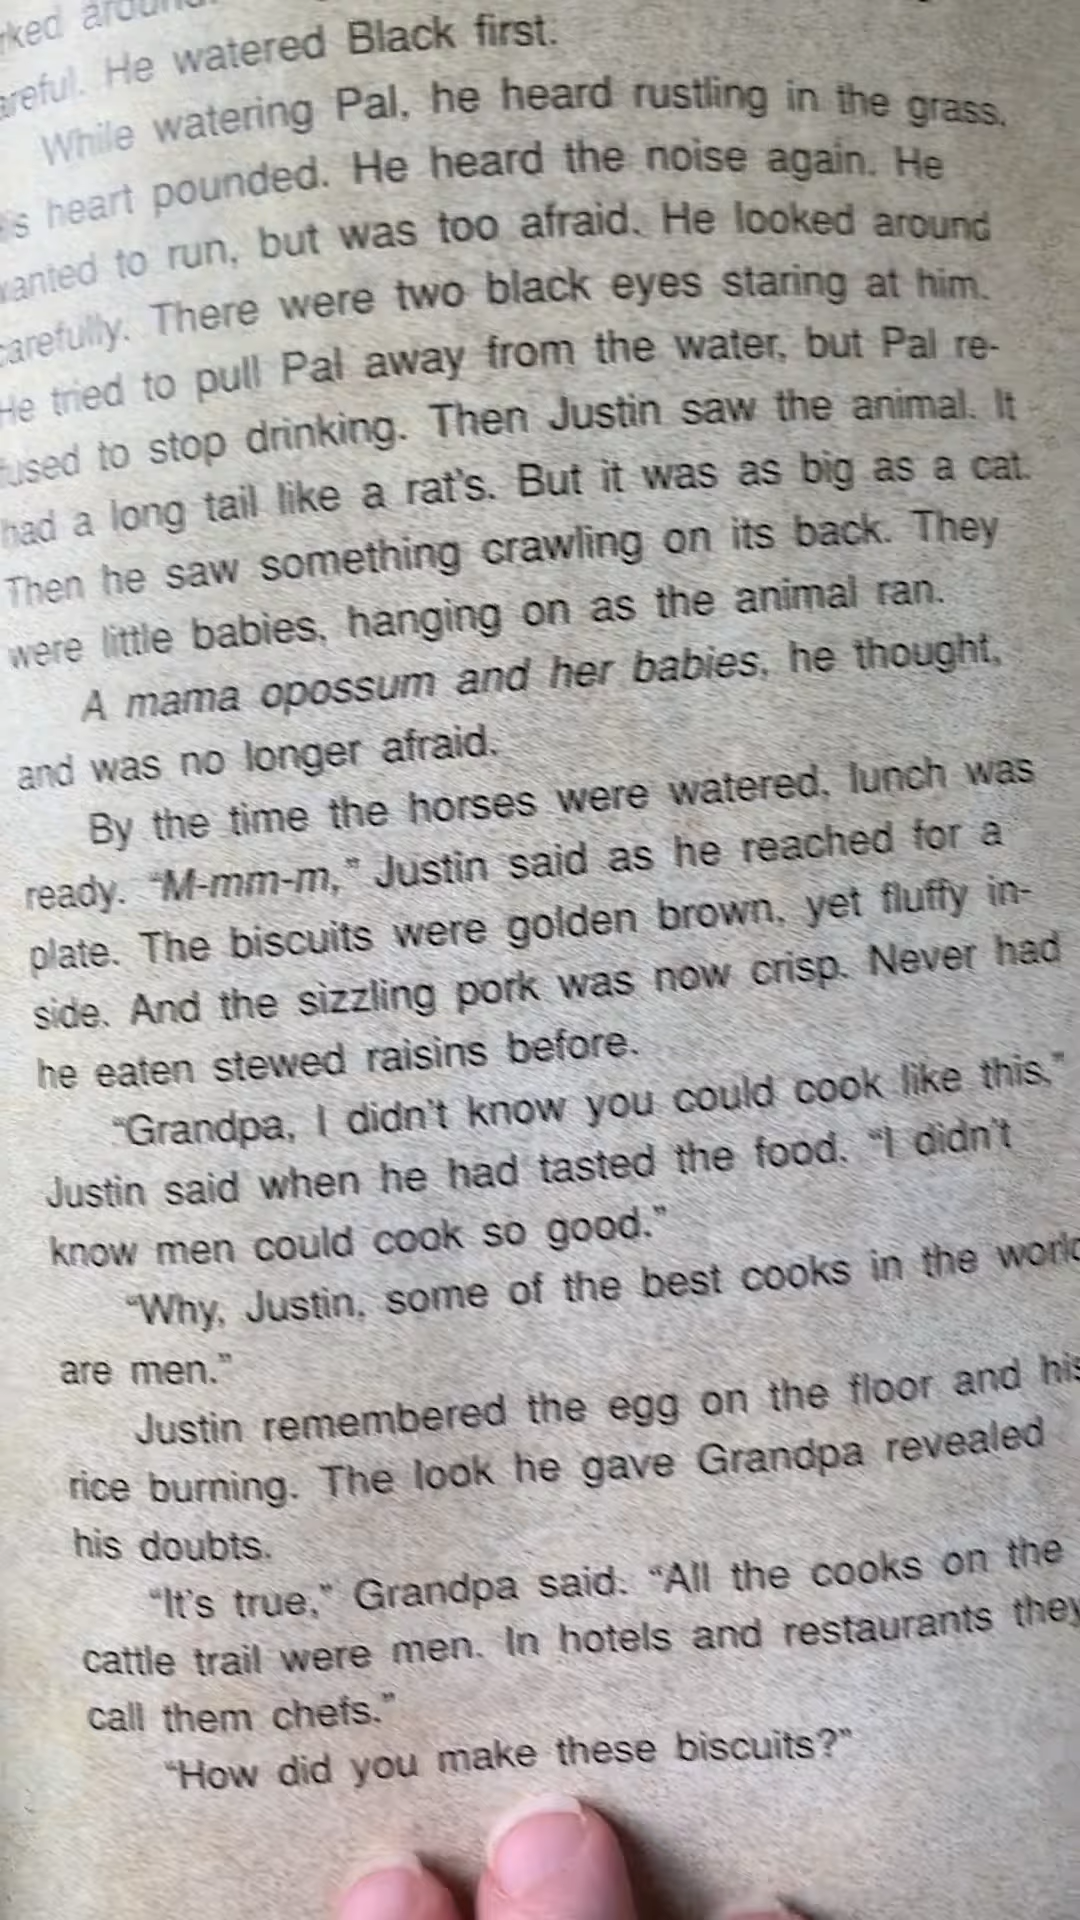 He watered Black first.
While watering Pal, he heard rustling in the grass.
heart pounded. He heard the noise again. He
wanted to run, but was too afraid. He looked around
carefully. There were two black eyes staring at him.
He tried to pull Pal away from the water, but Pal re-
fused to stop drinking. Then Justin saw the animal. It
had a long tail like a rat's. But it was as big as a cat.
Then he saw something crawling on its back. They
were little babies, hanging on as the animal ran.
A mama opossum and her babies, he thought,
and was no longer afraid.
By the time the horses were watered, lunch was
ready. “M-mm-m,” Justin said as he reached for a
plate. The biscuits were golden brown, yet fluffy in-
side. And the sizzling pork was now crisp. Never had
he eaten stewed raisins before.
“Grandpa, I didn't know you could cook like this,”
Justin said when he had tasted the food. “I didn't
know men could cook so good.”
“Why, Justin, some of the best cooks in the world
are men.”
Justin remembered the egg on the floor and his
rice burning. The look he gave Grandpa revealed
his doubts.
“It's true,” Grandpa said. “All the cooks on the
cattle trail were men. In hotels and restaurants they
call them chefs.”
“How did you make these biscuits?”